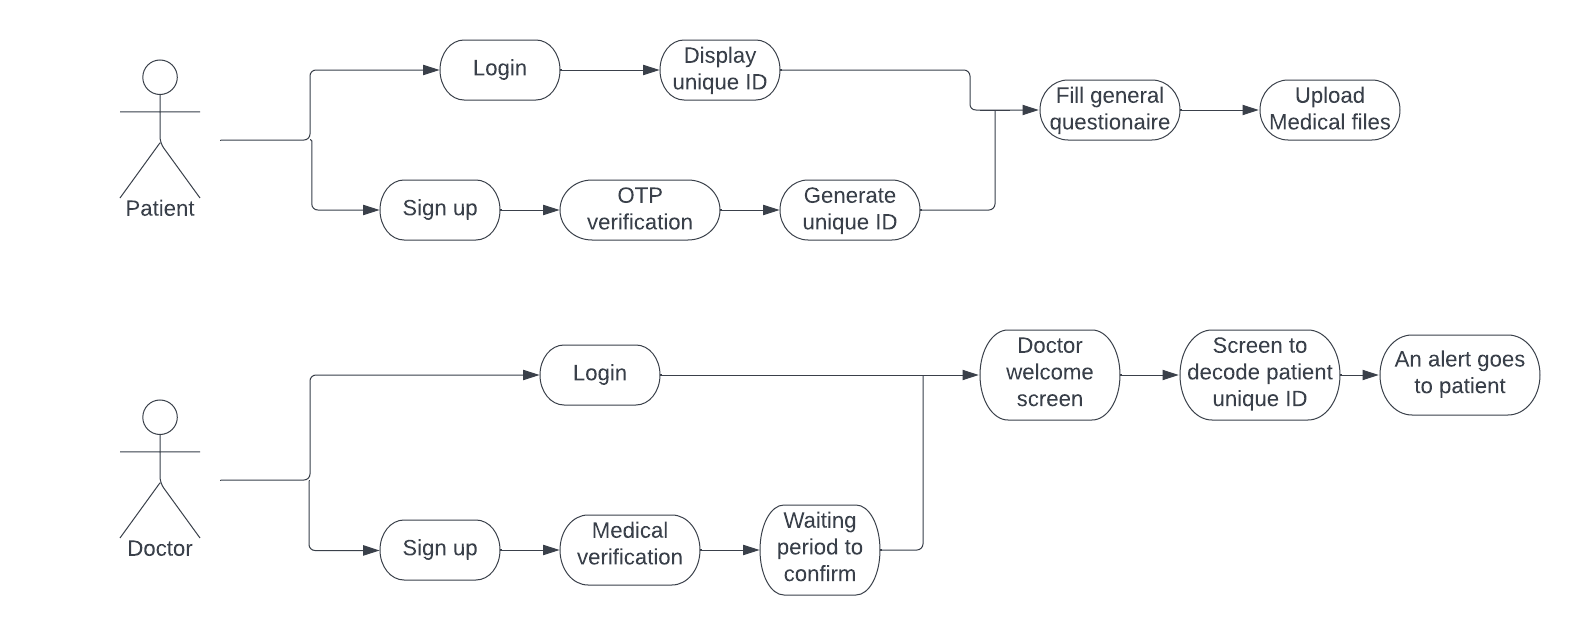 Login
Display
unique ID
Fill general
questionaire
Upload
Medical files
Patient
Sign up
OTP
verification
Generate
unique ID
Login
Doctor
welcome
screen
Screen to
decode patient
unique ID
An alert goes
to patient
Doctor
Sign up
Medical
verification
Waiting
period to
confirm